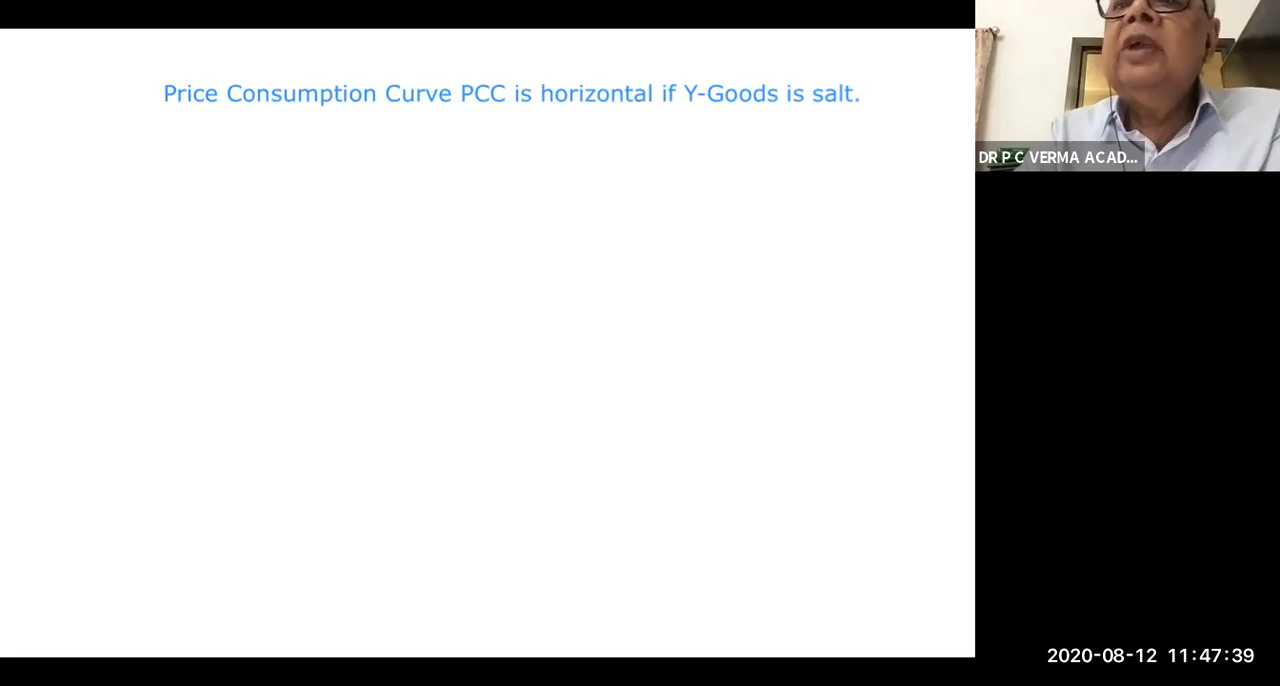 Price Consumption Curve PCC is horizontal if Y-Goods is salt.
DR P C VERMA ACAD...
2020-08-12 11:47:39